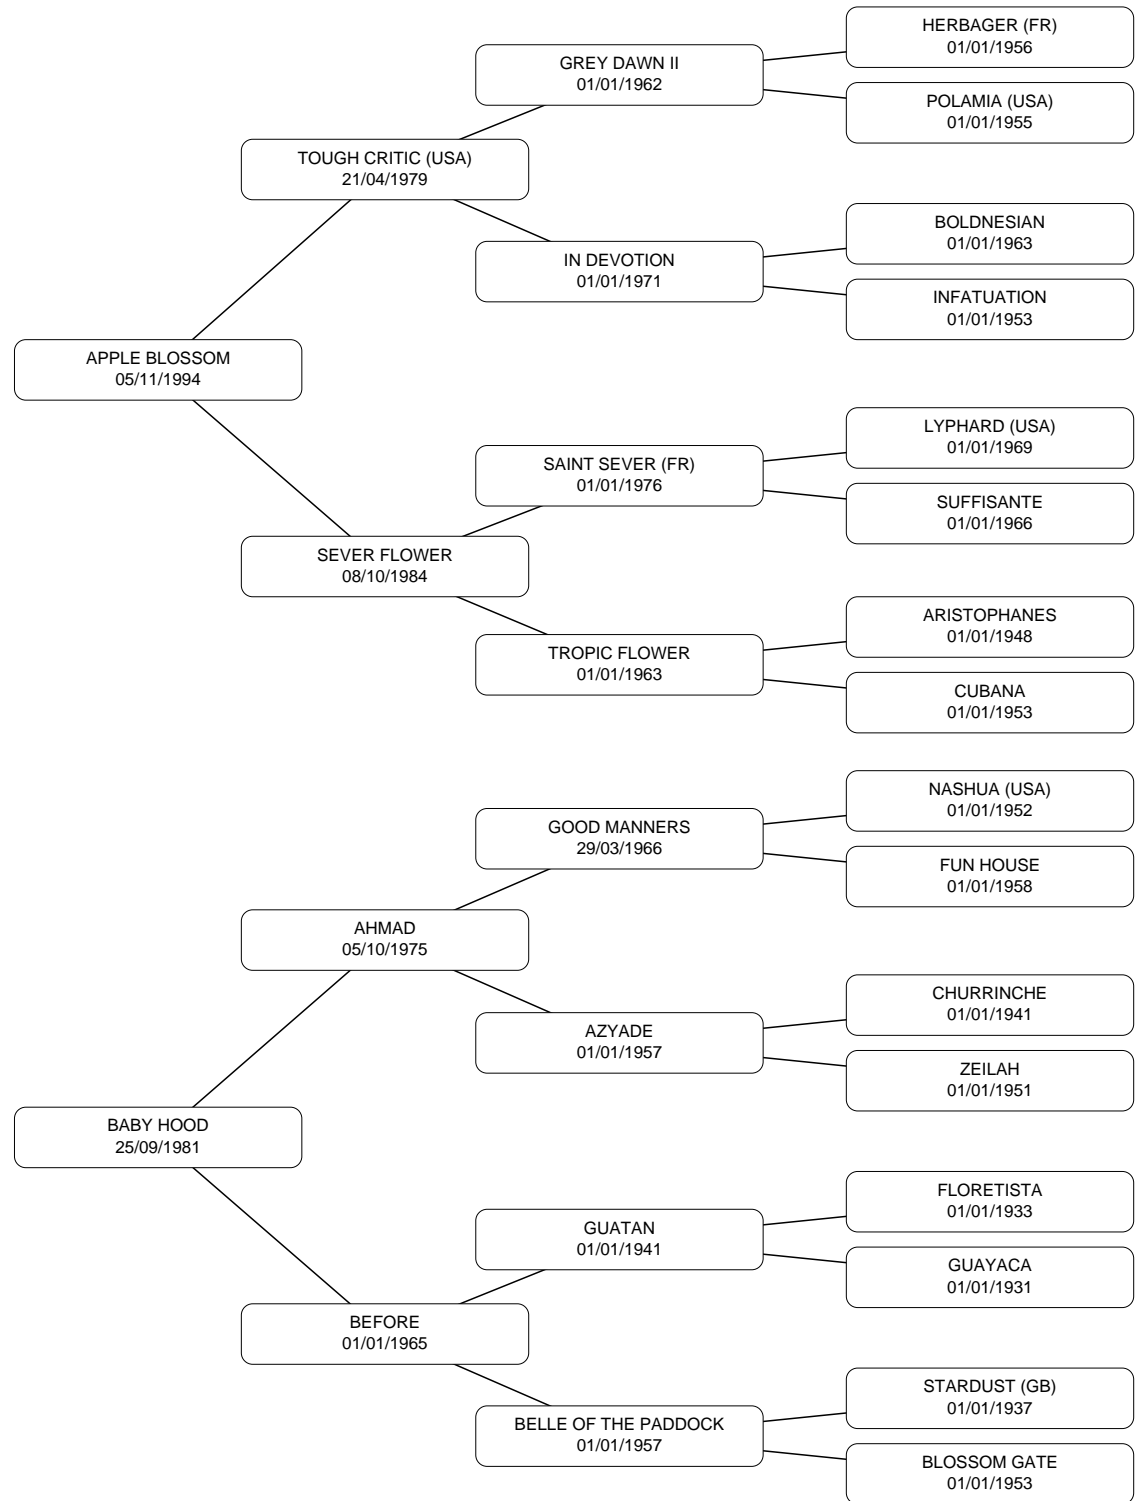 HERBAGER (FR)
01/01/1956
GREY DAWN II
01/01/1962
POLAMIA (USA)
01/01/1955
TOUGH CRITIC (USA)
21/04/1979
BOLDNESIAN
01/01/1963
IN DEVOTION
01/01/1971
INFATUATION
01/01/1953
APPLE BLOSSOM
05/11/1994
LYPHARD (USA)
01/01/1969
SAINT SEVER (FR)
01/01/1976
SUFFISANTE
01/01/1966
SEVER FLOWER
08/10/1984
ARISTOPHANES
01/01/1948
TROPIC FLOWER
01/01/1963
CUBANA
01/01/1953
NASHUA (USA)
01/01/1952
GOOD MANNERS
29/03/1966
FUN HOUSE
01/01/1958
AHMAD
05/10/1975
CHURRINCHE
01/01/1941
AZYADE
01/01/1957
ZEILAH
01/01/1951
BABY HOOD
25/09/1981
FLORETISTA
01/01/1933
GUATAN
01/01/1941
GUAYACA
01/01/1931
BEFORE
01/01/1965
STARDUST (GB)
01/01/1937
BELLE OF THE PADDOCK
01/01/1957
BLOSSOM GATE
01/01/1953